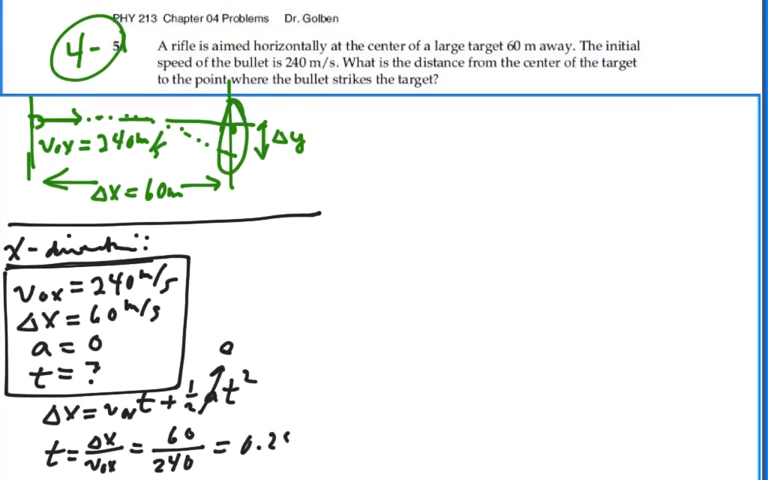 PHY 213 Chapter 04 Problems Dr. Golben
4-51 A rifle is aimed horizontally at the center of a large target 60 m away. The initial
speed of the bullet is 240 m/s. What is the distance from the center of the target
to the point where the bullet strikes the target?
V₀ₓ = 240 m/s
Δy
Δx = 60m
x-direction:
V₀ₓ = 240 m/s
Δx = 60 m/s
a = 0
t = ?
0
Δx = V₀ₓt + ½at²
t = Δx/V₀ₓ = 60/240 = 0.2